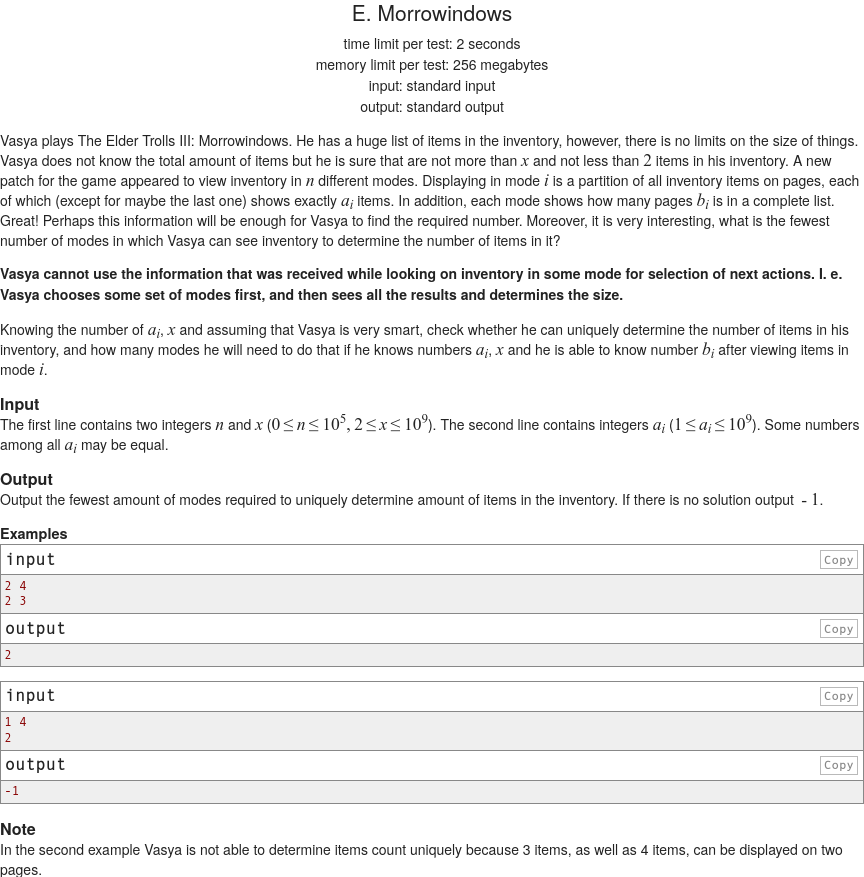 E. Morrowindows
time limit per test: 2 seconds
memory limit per test: 256 megabytes
input: standard input
output: standard output
Vasya plays The Elder Trolls III: Morrowindows. He has a huge list of items in the inventory, however, there is no limits on the size of things.
Vasya does not know the total amount of items but he is sure that are not more than x and not less than 2 items in his inventory. A new
patch for the game appeared to view inventory in n different modes. Displaying in mode i is a partition of all inventory items on pages, each
of which (except for maybe the last one) shows exactly a_i items. In addition, each mode shows how many pages b_i is in a complete list.
Great! Perhaps this information will be enough for Vasya to find the required number. Moreover, it is very interesting, what is the fewest
number of modes in which Vasya can see inventory to determine the number of items in it?
Vasya cannot use the information that was received while looking on inventory in some mode for selection of next actions. I. e.
Vasya chooses some set of modes first, and then sees all the results and determines the size.
Knowing the number of a_i, x and assuming that Vasya is very smart, check whether he can uniquely determine the number of items in his
inventory, and how many modes he will need to do that if he knows numbers a_i, x and he is able to know number b_i after viewing items in
mode i.
Input
The first line contains two integers n and x (0 ≤ n ≤ 10^5, 2 ≤ x ≤ 10^9). The second line contains integers a_i (1 ≤ a_i ≤ 10^9). Some numbers
among all a_i may be equal.
Output
Output the fewest amount of modes required to uniquely determine amount of items in the inventory. If there is no solution output - 1.
Examples
input Copy
2 4
2 3
output Copy
2
input Copy
1 4
2
output Copy
-1
Note
In the second example Vasya is not able to determine items count uniquely because 3 items, as well as 4 items, can be displayed on two
pages.